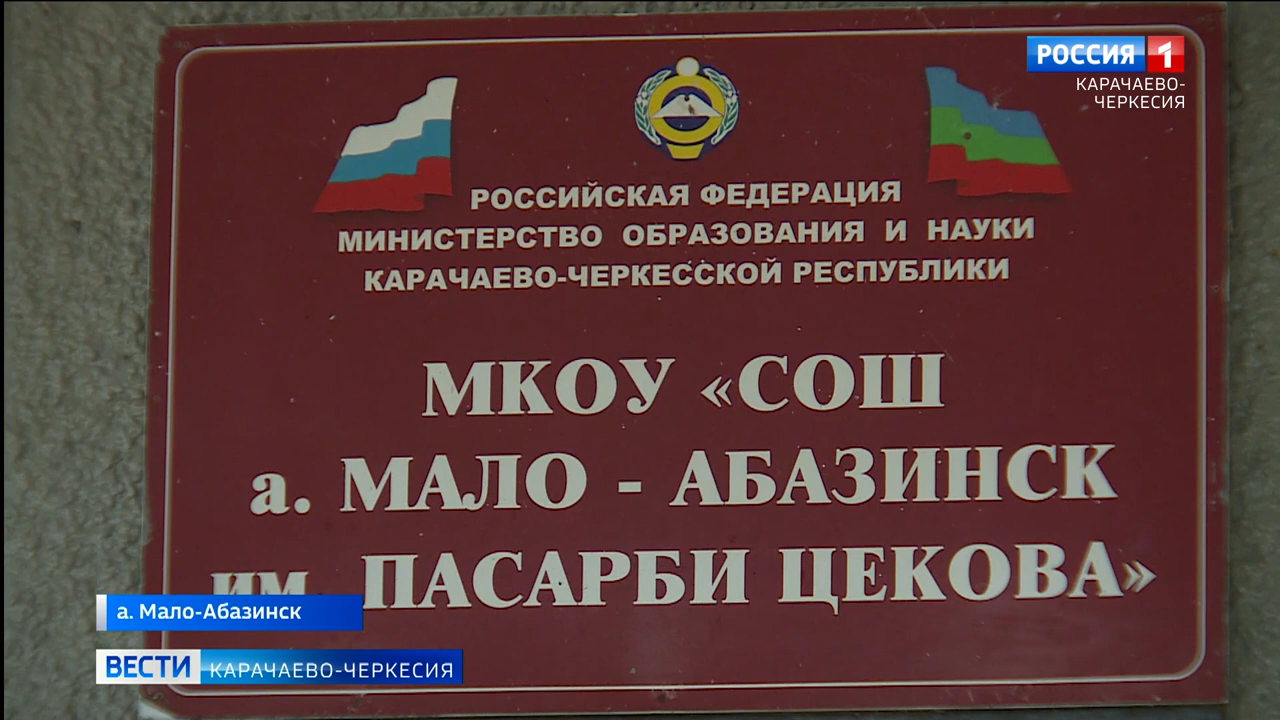 РОССИЯ 1
КАРАЧАЕВО-
ЧЕРКЕСИЯ
РОССИЙСКАЯ ФЕДЕРАЦИЯ
МИНИСТЕРСТВО ОБРАЗОВАНИЯ И НАУКИ
КАРАЧАЕВО-ЧЕРКЕССКОЙ РЕСПУБЛИКИ
МКОУ «СОШ
а. МАЛО - АБАЗИНСК
им. ПАСАРБИ ЦЕКОВА»
а. Мало-Абазинск
ВЕСТИ КАРАЧАЕВО-ЧЕРКЕСИЯ